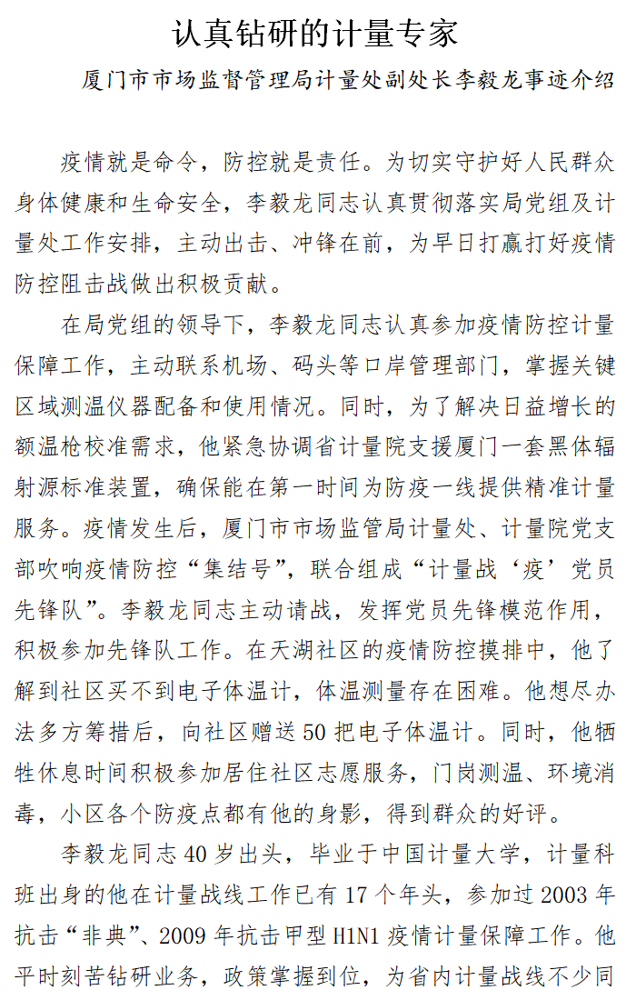 认真钻研的计量专家
厦门市市场监督管理局计量处副处长李毅龙事迹介绍
疫情就是命令，防控就是责任。为切实守护好人民群众
身体健康和生命安全，李毅龙同志认真贯彻落实局党组及计
量处工作安排，主动出击、冲锋在前，为早日打赢打好疫情
防控阻击战做出积极贡献。
在局党组的领导下，李毅龙同志认真参加疫情防控计量
保障工作，主动联系机场、码头等口岸管理部门，掌握关键
区域测温仪器配备和使用情况。同时，为了解决日益增长的
额温枪校准需求，他紧急协调省计量院支援厦门一套黑体辐
射源标准装置，确保能在第一时间为防疫一线提供精准计量
服务。疫情发生后，厦门市市场监管局计量处、计量院党支
部吹响疫情防控“集结号”，联合组成“计量战‘疫’党员
先锋队”。李毅龙同志主动请战，发挥党员先锋模范作用，
积极参加先锋队工作。在天湖社区的疫情防控摸排中，他了
解到社区买不到电子体温计，体温测量存在困难。他想尽办
法多方筹措后，向社区赠送 50 把电子体温计。同时，他牺
牲休息时间积极参加居住社区志愿服务，门岗测温、环境消
毒，小区各个防疫点都有他的身影，得到群众的好评。
李毅龙同志 40 岁出头，毕业于中国计量大学，计量科
班出身的他在计量战线工作已有 17 个年头，参加过 2003 年
抗击“非典”、2009 年抗击甲型 H1N1 疫情计量保障工作。他
平时刻苦钻研业务，政策掌握到位，为省内计量战线不少同